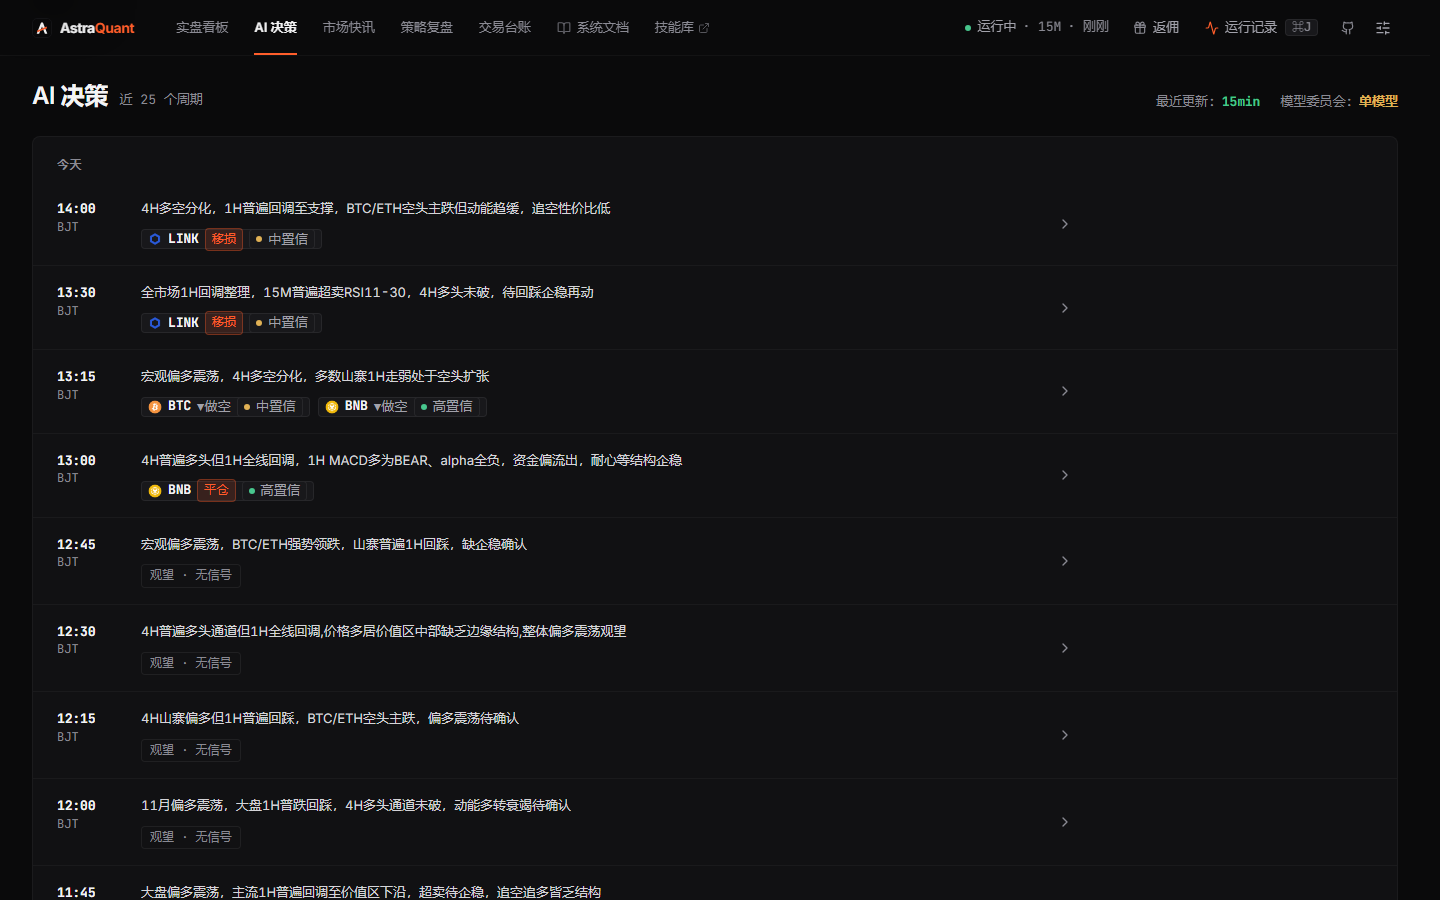 AstraQuant 实盘看板 AI 决策 市场快讯 策略复盘 交易台账 系统文档 技能库 运行中 · 15M · 刚刚 返佣 运行记录 ⌘J
AI 决策 近 25 个周期 最近更新: 15min 模型委员会: 单模型
今天
14:00 4H多空分化，1H普遍回调至支撑，BTC/ETH空头主跌但动能趋缓，追空性价比低
BJT LINK 移损 中置信
13:30 全市场1H回调整理，15M普遍超卖RSI11-30，4H多头未破，待回踩企稳再动
BJT LINK 移损 中置信
13:15 宏观偏多震荡，4H多空分化，多数山寨1H走弱处于空头扩张
BJT BTC ▼做空 中置信 BNB ▼做空 高置信
13:00 4H普遍多头但1H全线回调，1H MACD多为BEAR、alpha全负，资金偏流出，耐心等结构企稳
BJT BNB 平仓 高置信
12:45 宏观偏多震荡，BTC/ETH强势领跌，山寨普遍1H回踩，缺企稳确认
BJT 观望 · 无信号
12:30 4H普遍多头通道但1H全线回调,价格多居价值区中部缺乏边缘结构,整体偏多震荡观望
BJT 观望 · 无信号
12:15 4H山寨偏多但1H普遍回踩，BTC/ETH空头主跌，偏多震荡待确认
BJT 观望 · 无信号
12:00 11月偏多震荡，大盘1H普跌回踩，4H多头通道未破，动能多转衰竭待确认
BJT 观望 · 无信号
11:45 大盘偏多震荡，主流1H普遍回调至价值区下沿，超卖待企稳，追空追多皆乏结构